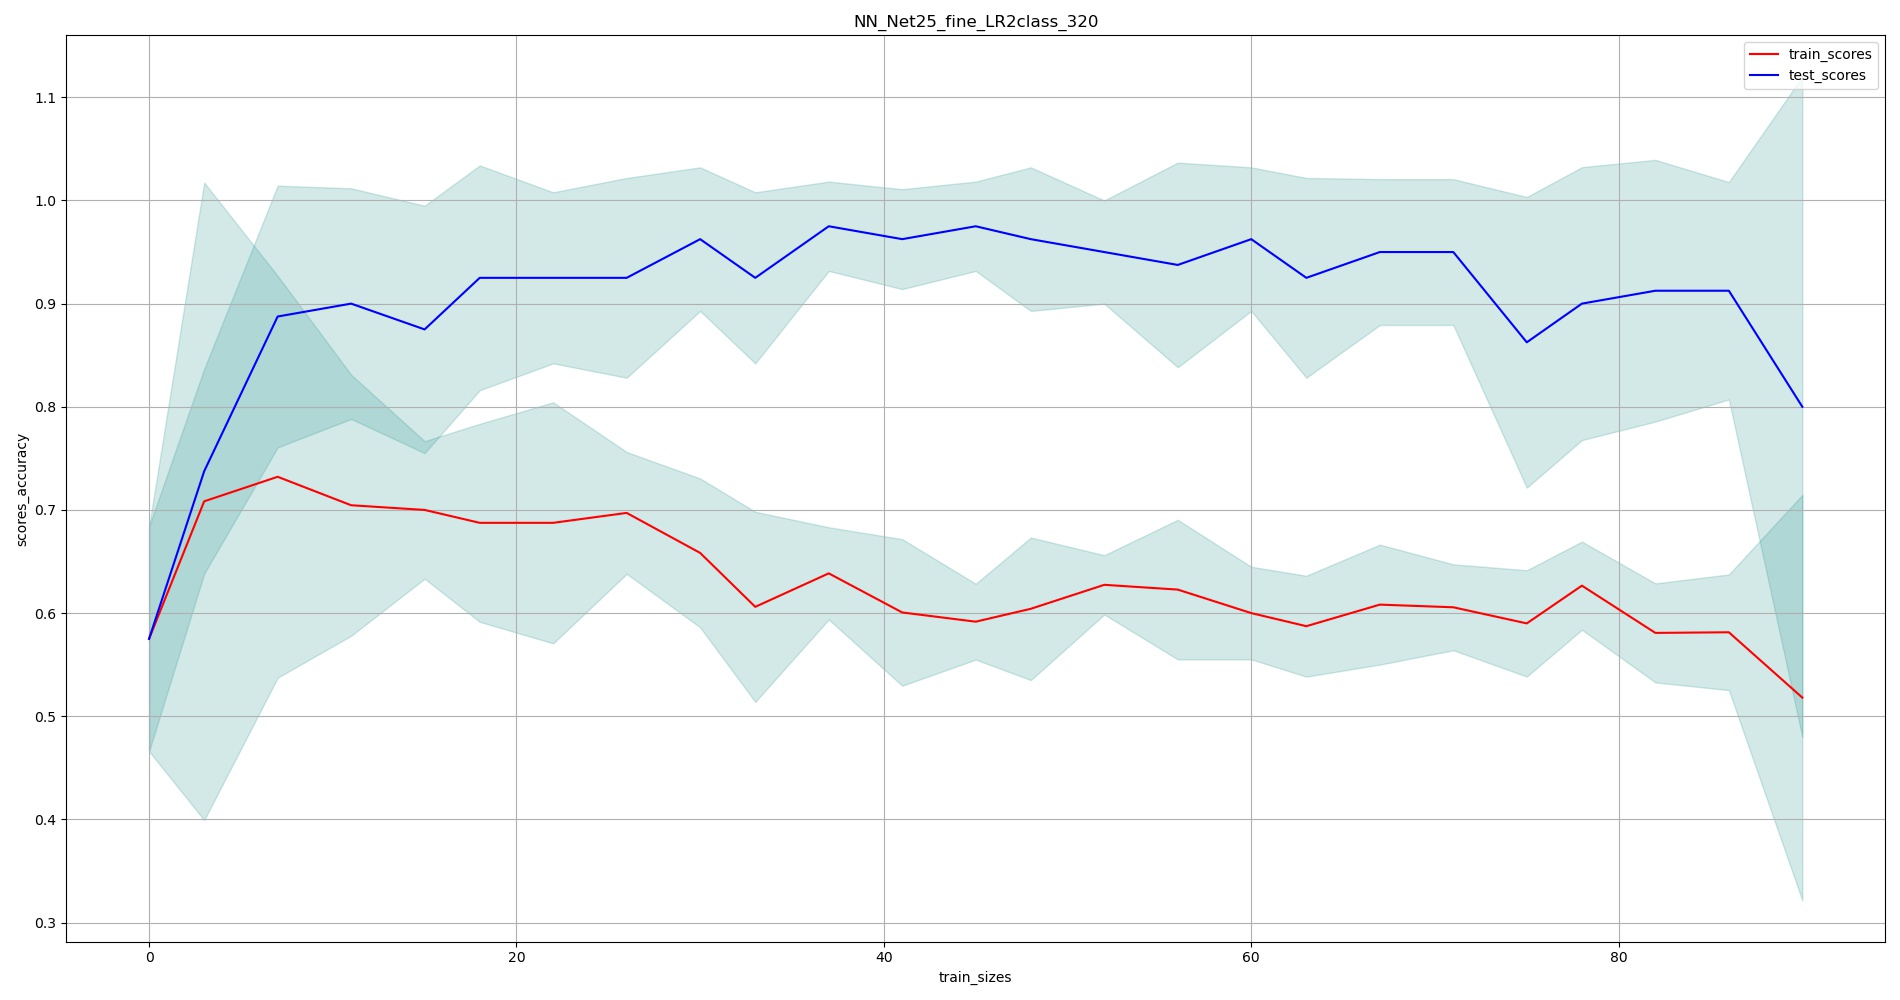 NN_Net25_fine_LR2class_320
train_scores
test_scores
1.1
1.0
0.9
0.8
0.7
0.6
0.5
0.4
0.3
scores_accuracy
0 20 40 60 80
train_sizes